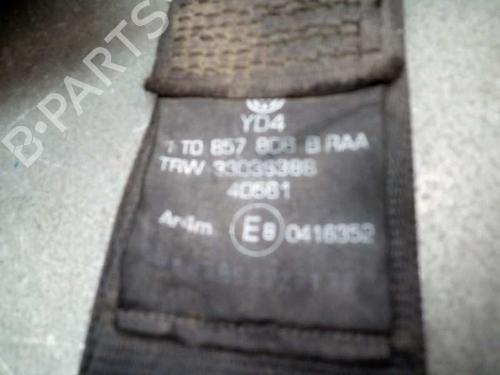 B-PARTS
YD4
1T0 857 806 B RAA
TRW 33033388
40561
Ar4m E8 0416352